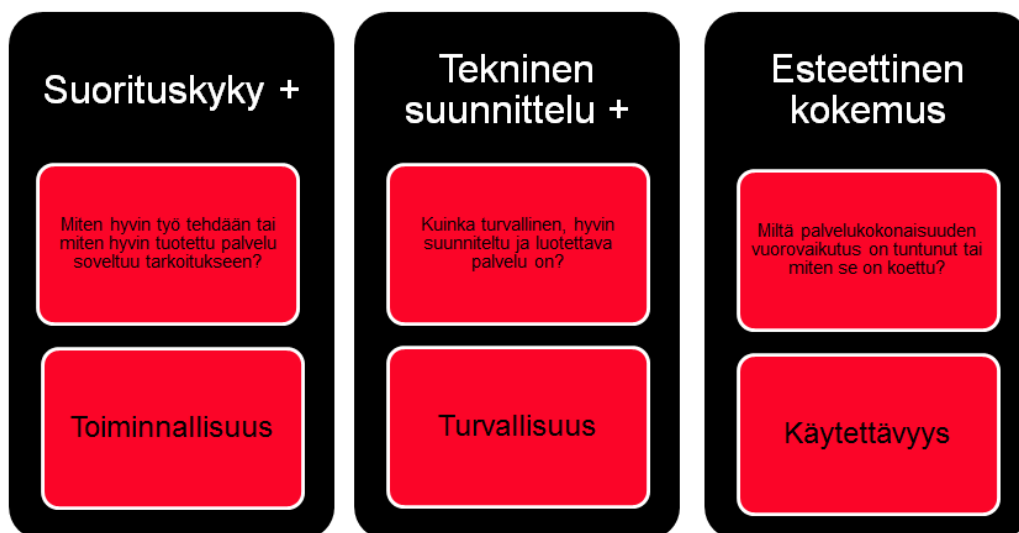 Suorituskyky +
Miten hyvin työ tehdään tai
miten hyvin tuotettu palvelu
soveltuu tarkoitukseen?
Toiminnallisuus
Tekninen
suunnittelu +
Kuinka turvallinen, hyvin
suunniteltu ja luotettava
palvelu on?
Turvallisuus
Esteettinen
kokemus
Miltä palvelukokonaisuuden
vuorovaikutus on tuntunut tai
miten se on koettu?
Käytettävyys